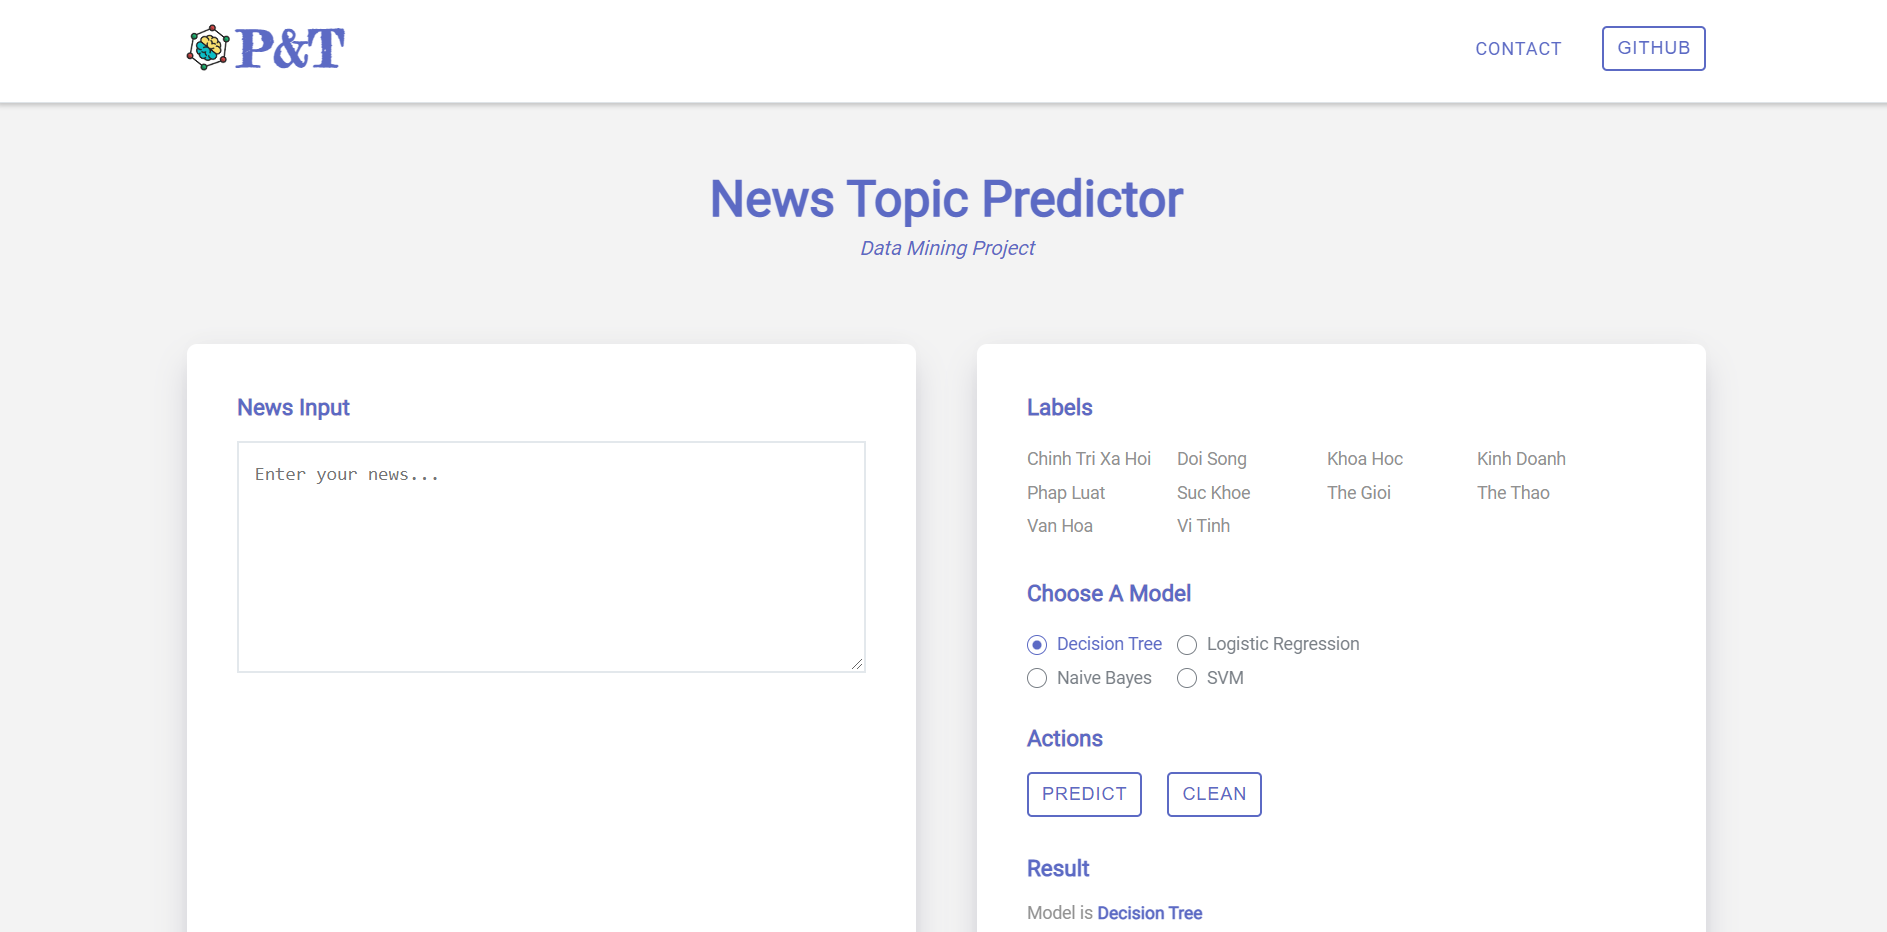 P&T
CONTACT
GITHUB
News Topic Predictor
Data Mining Project
News Input
Enter your news...
Labels
Chinh Tri Xa Hoi Doi Song Khoa Hoc Kinh Doanh
Phap Luat Suc Khoe The Gioi The Thao
Van Hoa Vi Tinh
Choose A Model
Decision Tree Logistic Regression
Naive Bayes SVM
Actions
PREDICT CLEAN
Result
Model is Decision Tree